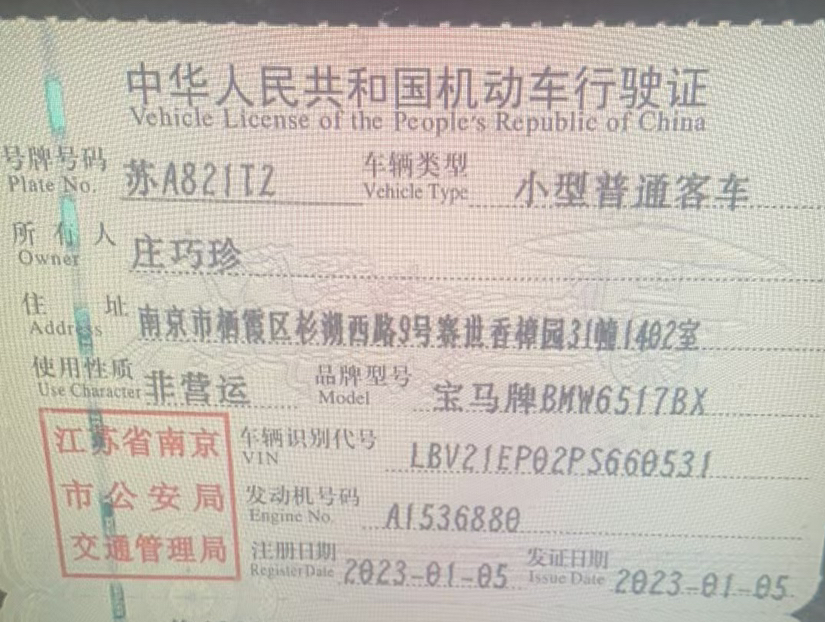 中华人民共和国机动车行驶证
Vehicle License of the People's Republic of China
号牌号码 苏A821T2 车辆类型 小型普通客车
Plate No. Vehicle Type
所有人 庄巧珍
Owner
住址 南京市栖霞区杉湖西路9号赛世香樟园31幢1402室
Address
使用性质 非营运 品牌型号 宝马牌BMW6517BX
Use Character Model
江苏省南京 车辆识别代号 LBV21EP02PS660531
VIN
市公安局 发动机号码 A1536880
Engine No.
交通管理局 注册日期 2023-01-05 发证日期 2023-01-05
Register Date Issue Date